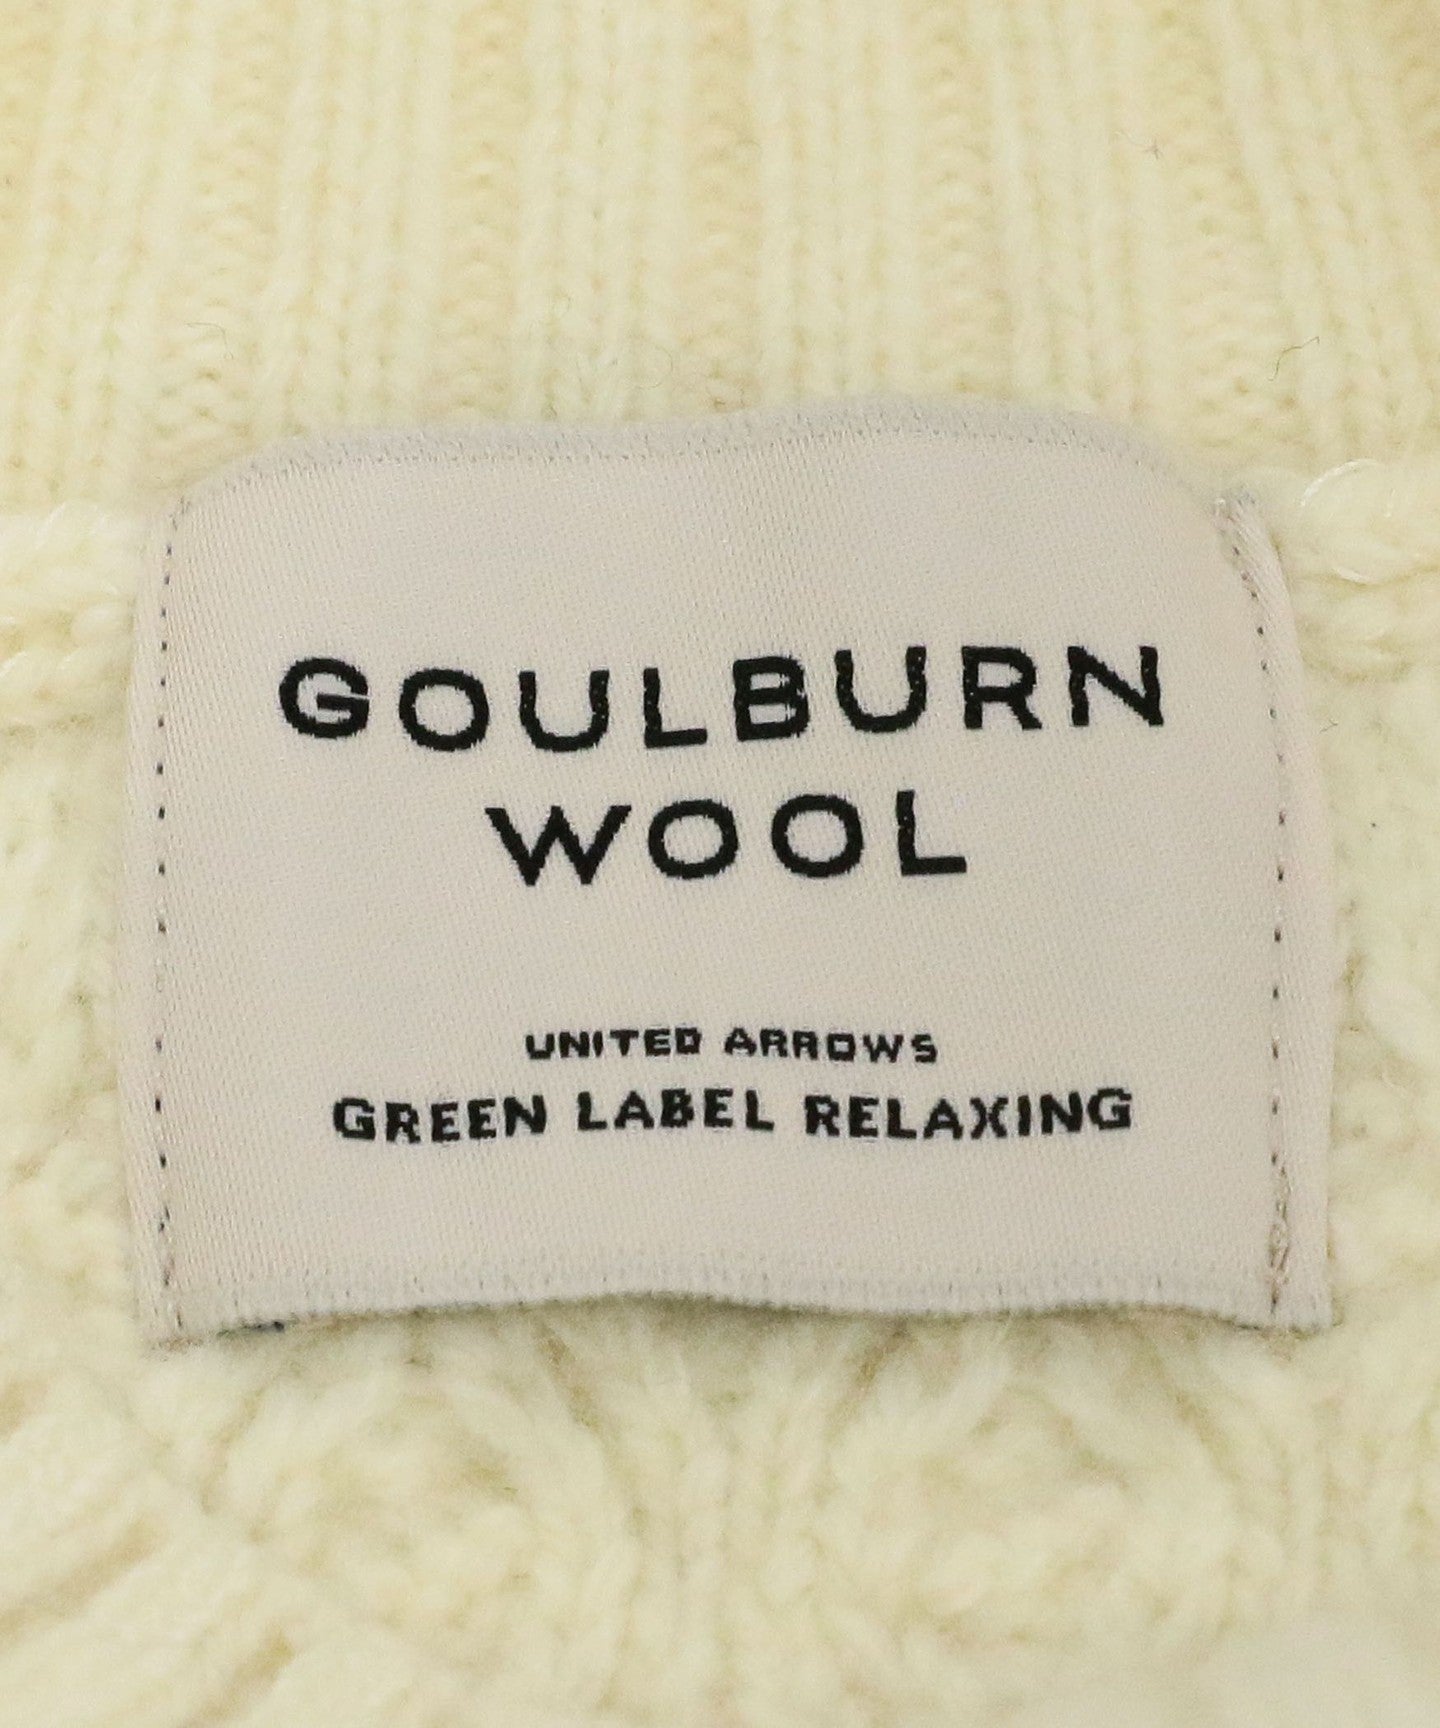 GOULBURN
WOOL
UNITED ARROWS
GREEN LABEL RELAXING